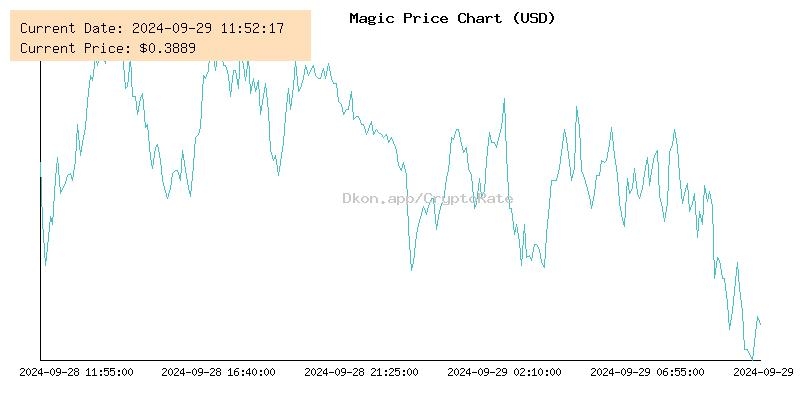 Magic Price Chart (USD)
Current Date: 2024-09-29 11:52:17
Current Price: $0.3889
Dkon.app/CryptoRate
2024-09-28 11:55:00
2024-09-28 16:40:00
2024-09-28 21:25:00
2024-09-29 02:10:00
2024-09-29 06:55:00
2024-09-29